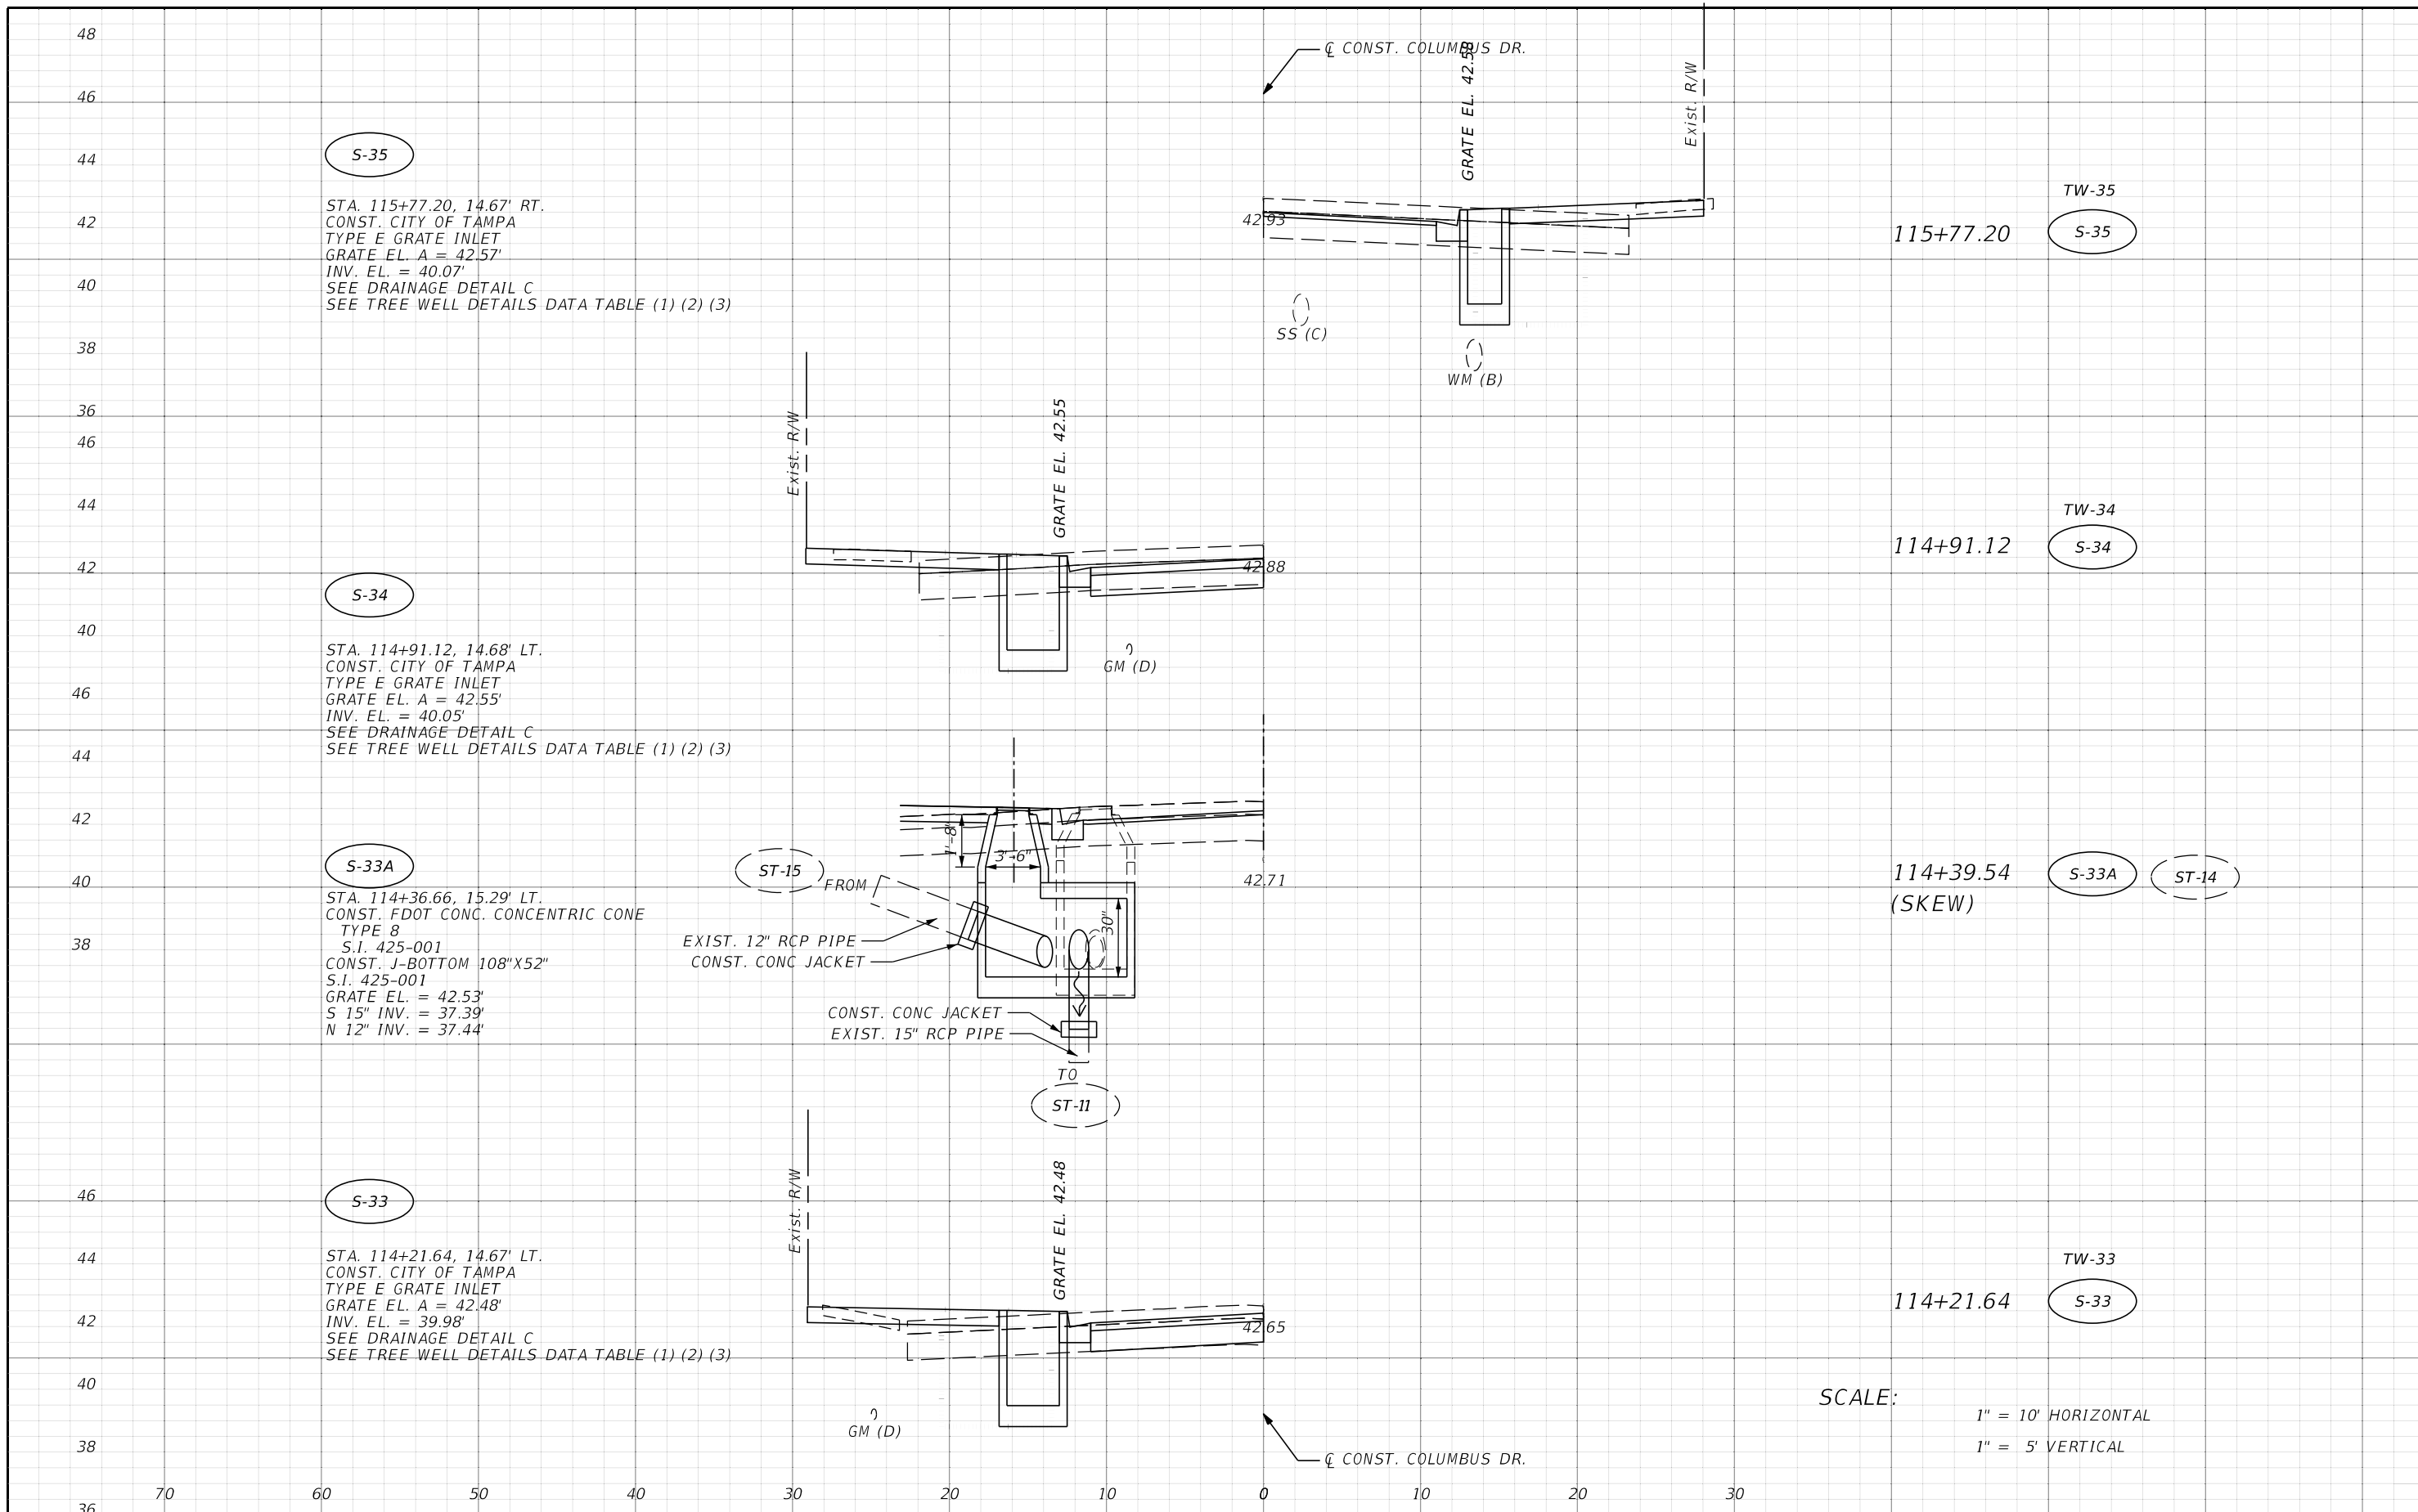 48
46
44
42
40
38
36
46
44
42
40
46
44
42
40
38
46
44
42
40
38
36
S-35
STA. 115+77.20, 14.67' RT.
CONST. CITY OF TAMPA
TYPE E GRATE INLET
GRATE EL. A = 42.57'
INV. EL. = 40.07'
SEE DRAINAGE DETAIL C
SEE TREE WELL DETAILS DATA TABLE (1) (2) (3)
℄ CONST. COLUMBUS DR.
GRATE EL. 42.58
Exist. R/W
42.93
SS (C)
WM (B)
TW-35
115+77.20
S-35
S-34
STA. 114+91.12, 14.68' LT.
CONST. CITY OF TAMPA
TYPE E GRATE INLET
GRATE EL. A = 42.55'
INV. EL. = 40.05'
SEE DRAINAGE DETAIL C
SEE TREE WELL DETAILS DATA TABLE (1) (2) (3)
Exist. R/W
GRATE EL. 42.55
42.88
GM (D)
TW-34
114+91.12
S-34
S-33A
STA. 114+36.66, 15.29' LT.
CONST. FDOT CONC. CONCENTRIC CONE
TYPE 8
S.I. 425-001
CONST. J-BOTTOM 108"X52"
S.I. 425-001
GRATE EL. = 42.53'
S 15" INV. = 37.39'
N 12" INV. = 37.44'
ST-15
FROM
1'-8"
3'-6"
30"
42.71
EXIST. 12" RCP PIPE
CONST. CONC JACKET
CONST. CONC JACKET
EXIST. 15" RCP PIPE
TO
ST-11
114+39.54
(SKEW)
S-33A
ST-14
S-33
STA. 114+21.64, 14.67' LT.
CONST. CITY OF TAMPA
TYPE E GRATE INLET
GRATE EL. A = 42.48'
INV. EL. = 39.98'
SEE DRAINAGE DETAIL C
SEE TREE WELL DETAILS DATA TABLE (1) (2) (3)
Exist. R/W
GRATE EL. 42.48
42.65
GM (D)
℄ CONST. COLUMBUS DR.
TW-33
114+21.64
S-33
SCALE:
1" = 10' HORIZONTAL
1" = 5' VERTICAL
70 60 50 40 30 20 10 0 10 20 30